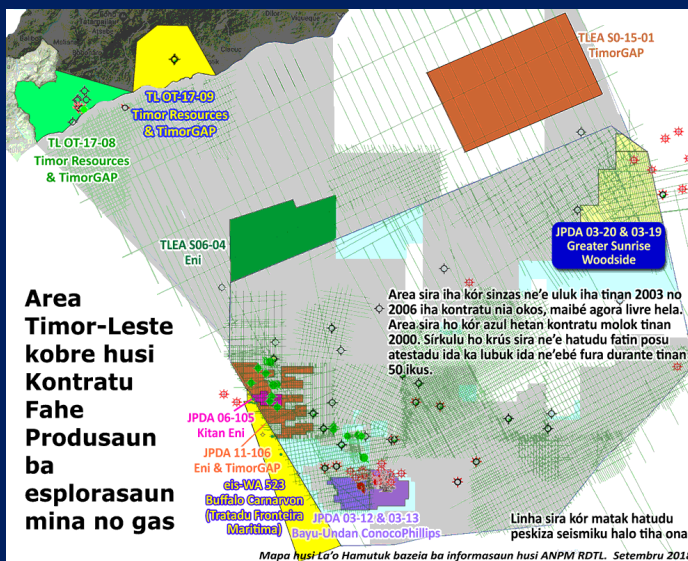 TLEA S0-15-01
TimorGAP
TL OT-17-09
Timor Resources
& TimorGAP
TL OT-17-08
Timor Resources
& TimorGAP
JPDA 03-20 & 03-19
Greater Sunrise
Woodside
TLEA S06-04
Eni
Area
Timor-Leste
kobre husi
Kontratu
Fahe
Produsaun
ba
esplorasaun
mina no gas
Area sira iha kór sinzas ne'e uluk iha tinan 2003 no
2006 iha kontratu nia okos, maibé agora livre hela.
Area sira ho kór azul hetan kontratu molok tinan
2000. Sírkulu ho krús sira ne'e hatudu fatin posu
atestadu ida ka lubuk ida ne'ebé fura durante tinan
50 ikus.
JPDA 06-105
Kitan Eni
JPDA 11-106
Eni & TimorGAP
eis-WA 523
Buffalo Carnarvon
(Tratadu Fronteira
Maritima)
JPDA 03-12 & 03-13
Bayu-Undan ConocoPhillips
Linha sira kór matak hatudu
peskiza seismiku halo tiha ona.
Mapa husi La'o Hamutuk bazeia ba informasaun husi ANPM RDTL. Setembru 2018